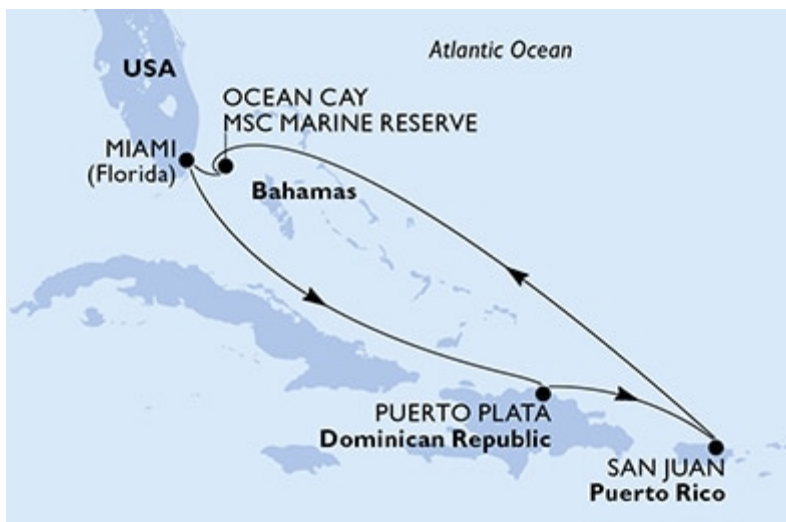 Atlantic Ocean
USA
OCEAN CAY
MSC MARINE RESERVE
MIAMI
(Florida)
Bahamas
PUERTO PLATA
Dominican Republic
SAN JUAN
Puerto Rico